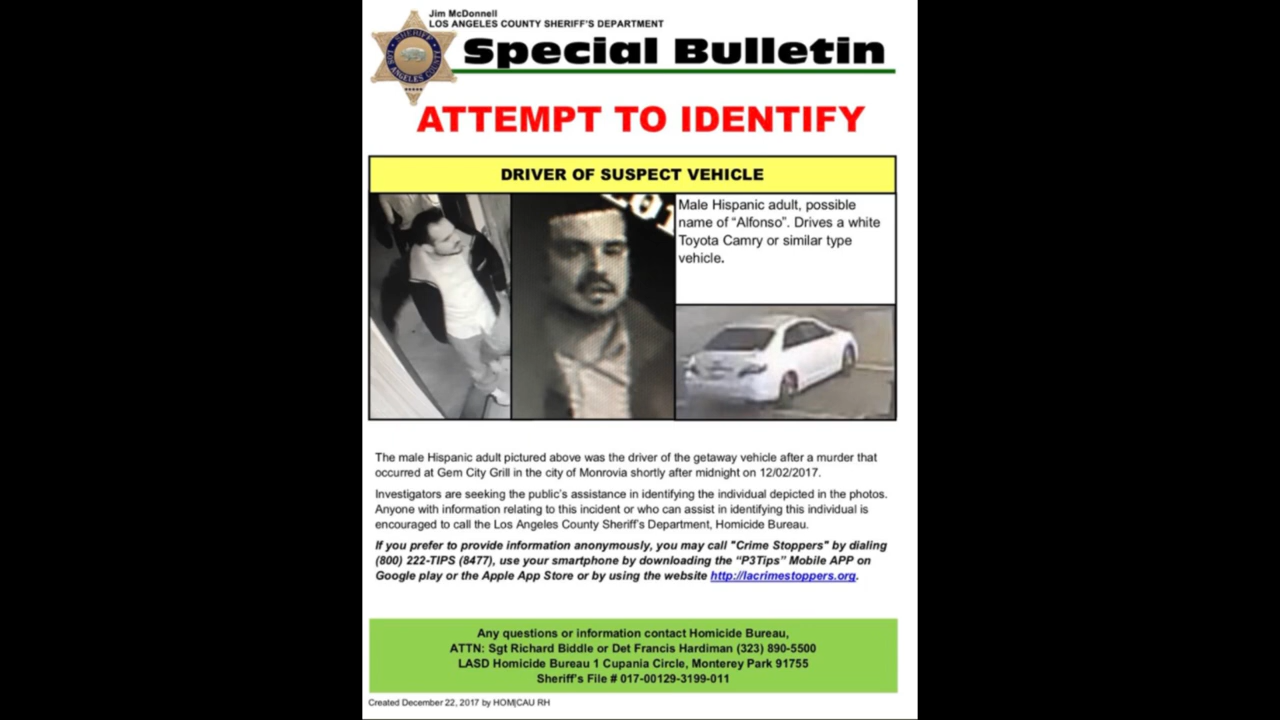 Jim McDonnell
LOS ANGELES COUNTY SHERIFF'S DEPARTMENT
SHERIFF
LOS ANGELES COUNTY
Special Bulletin
ATTEMPT TO IDENTIFY
DRIVER OF SUSPECT VEHICLE
Male Hispanic adult, possible
name of "Alfonso". Drives a white
Toyota Camry or similar type
vehicle.
The male Hispanic adult pictured above was the driver of the getaway vehicle after a murder that
occurred at Gem City Grill in the city of Monrovia shortly after midnight on 12/02/2017.
Investigators are seeking the public's assistance in identifying the individual depicted in the photos.
Anyone with information relating to this incident or who can assist in identifying this individual is
encouraged to call the Los Angeles County Sheriff's Department, Homicide Bureau.
If you prefer to provide information anonymously, you may call "Crime Stoppers" by dialing
(800) 222-TIPS (8477), use your smartphone by downloading the "P3Tips" Mobile APP on
Google play or the Apple App Store or by using the website http://lacrimestoppers.org.
Any questions or information contact Homicide Bureau,
ATTN: Sgt Richard Biddle or Det Francis Hardiman (323) 890-5500
LASD Homicide Bureau 1 Cupania Circle, Monterey Park 91755
Sheriff's File # 017-00129-3199-011
Created December 22, 2017 by HOM|CAU RH